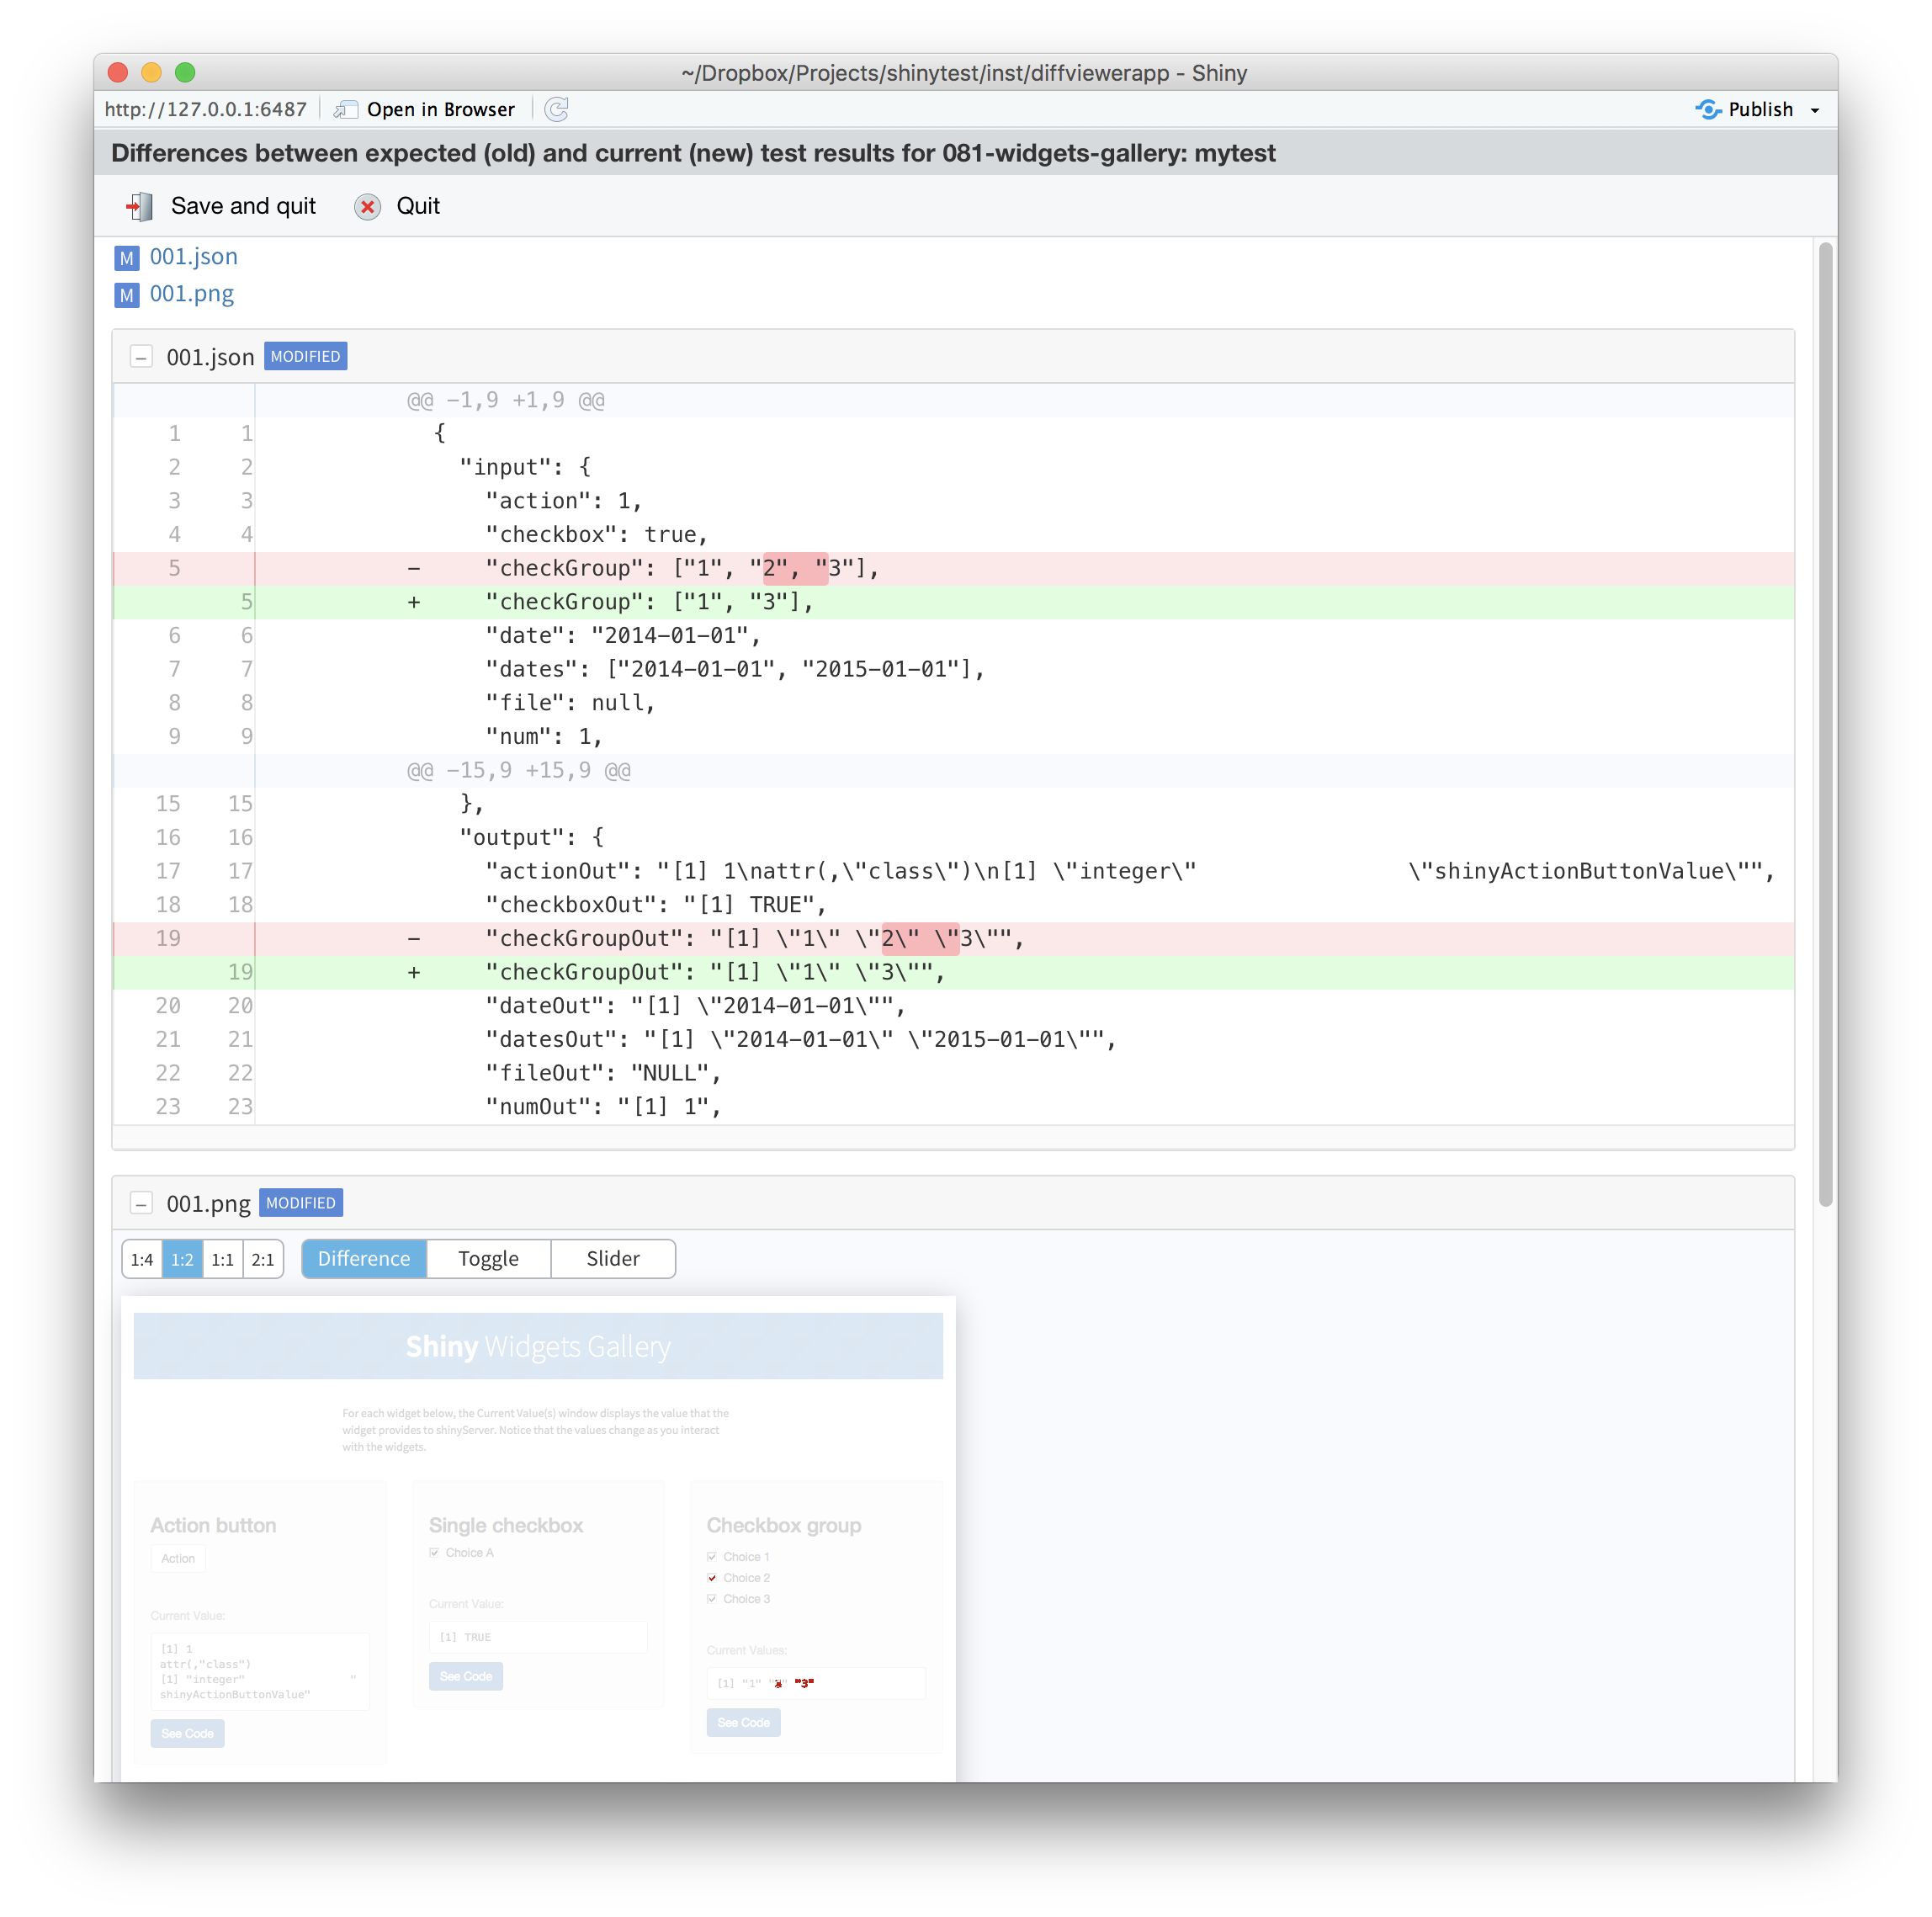 ~/Dropbox/Projects/shinytest/inst/diffviewerapp - Shiny
http://127.0.0.1:6487 Open in Browser Publish
Differences between expected (old) and current (new) test results for 081-widgets-gallery: mytest
Save and quit Quit
M 001.json
M 001.png
001.json MODIFIED
@@ -1,9 +1,9 @@
1 1 {
2 2 "input": {
3 3 "action": 1,
4 4 "checkbox": true,
5 - "checkGroup": ["1", "2", "3"],
5 + "checkGroup": ["1", "3"],
6 6 "date": "2014-01-01",
7 7 "dates": ["2014-01-01", "2015-01-01"],
8 8 "file": null,
9 9 "num": 1,
@@ -15,9 +15,9 @@
15 15 },
16 16 "output": {
17 17 "actionOut": "[1] 1\nattr(,\"class\")\n[1] \"integer\" \"shinyActionButtonValue\"",
18 18 "checkboxOut": "[1] TRUE",
19 - "checkGroupOut": "[1] \"1\" \"2\" \"3\"",
19 + "checkGroupOut": "[1] \"1\" \"3\"",
20 20 "dateOut": "[1] \"2014-01-01\"",
21 21 "datesOut": "[1] \"2014-01-01\" \"2015-01-01\"",
22 22 "fileOut": "NULL",
23 23 "numOut": "[1] 1",
001.png MODIFIED
1:4 1:2 1:1 2:1 Difference Toggle Slider
Shiny Widgets Gallery
For each widget below, the Current Value(s) window displays the value that the
widget provides to shinyServer. Notice that the values change as you interact
with the widgets.
Action button
Action
Current Value:
[1] 1
attr(,"class")
[1] "integer" "
shinyActionButtonValue"
See Code
Single checkbox
Choice A
Current Value:
[1] TRUE
See Code
Checkbox group
Choice 1
Choice 2
Choice 3
Current Values:
[1] "1" "3"
See Code